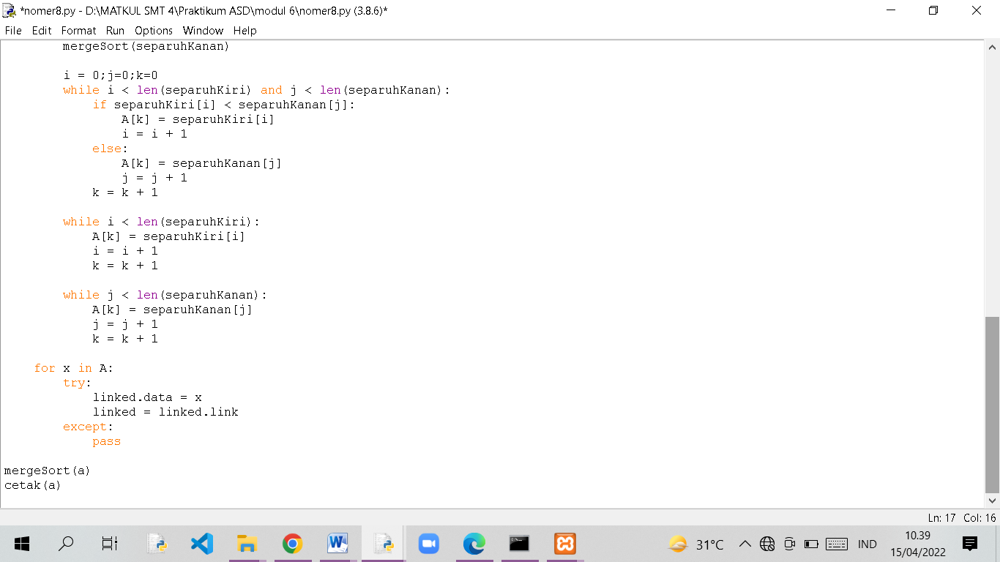 *nomer8.py - D:\MATKUL SMT 4\Praktikum ASD\modul 6\nomer8.py (3.8.6)*
File Edit Format Run Options Window Help
        mergeSort(separuhKanan)

        i = 0;j=0;k=0
        while i < len(separuhKiri) and j < len(separuhKanan):
            if separuhKiri[i] < separuhKanan[j]:
                A[k] = separuhKiri[i]
                i = i + 1
            else:
                A[k] = separuhKanan[j]
                j = j + 1
            k = k + 1

        while i < len(separuhKiri):
            A[k] = separuhKiri[i]
            i = i + 1
            k = k + 1

        while j < len(separuhKanan):
            A[k] = separuhKanan[j]
            j = j + 1
            k = k + 1

    for x in A:
        try:
            linked.data = x
            linked = linked.link
        except:
            pass

mergeSort(a)
cetak(a)
Ln: 17 Col: 16
31°C IND 10.39
15/04/2022